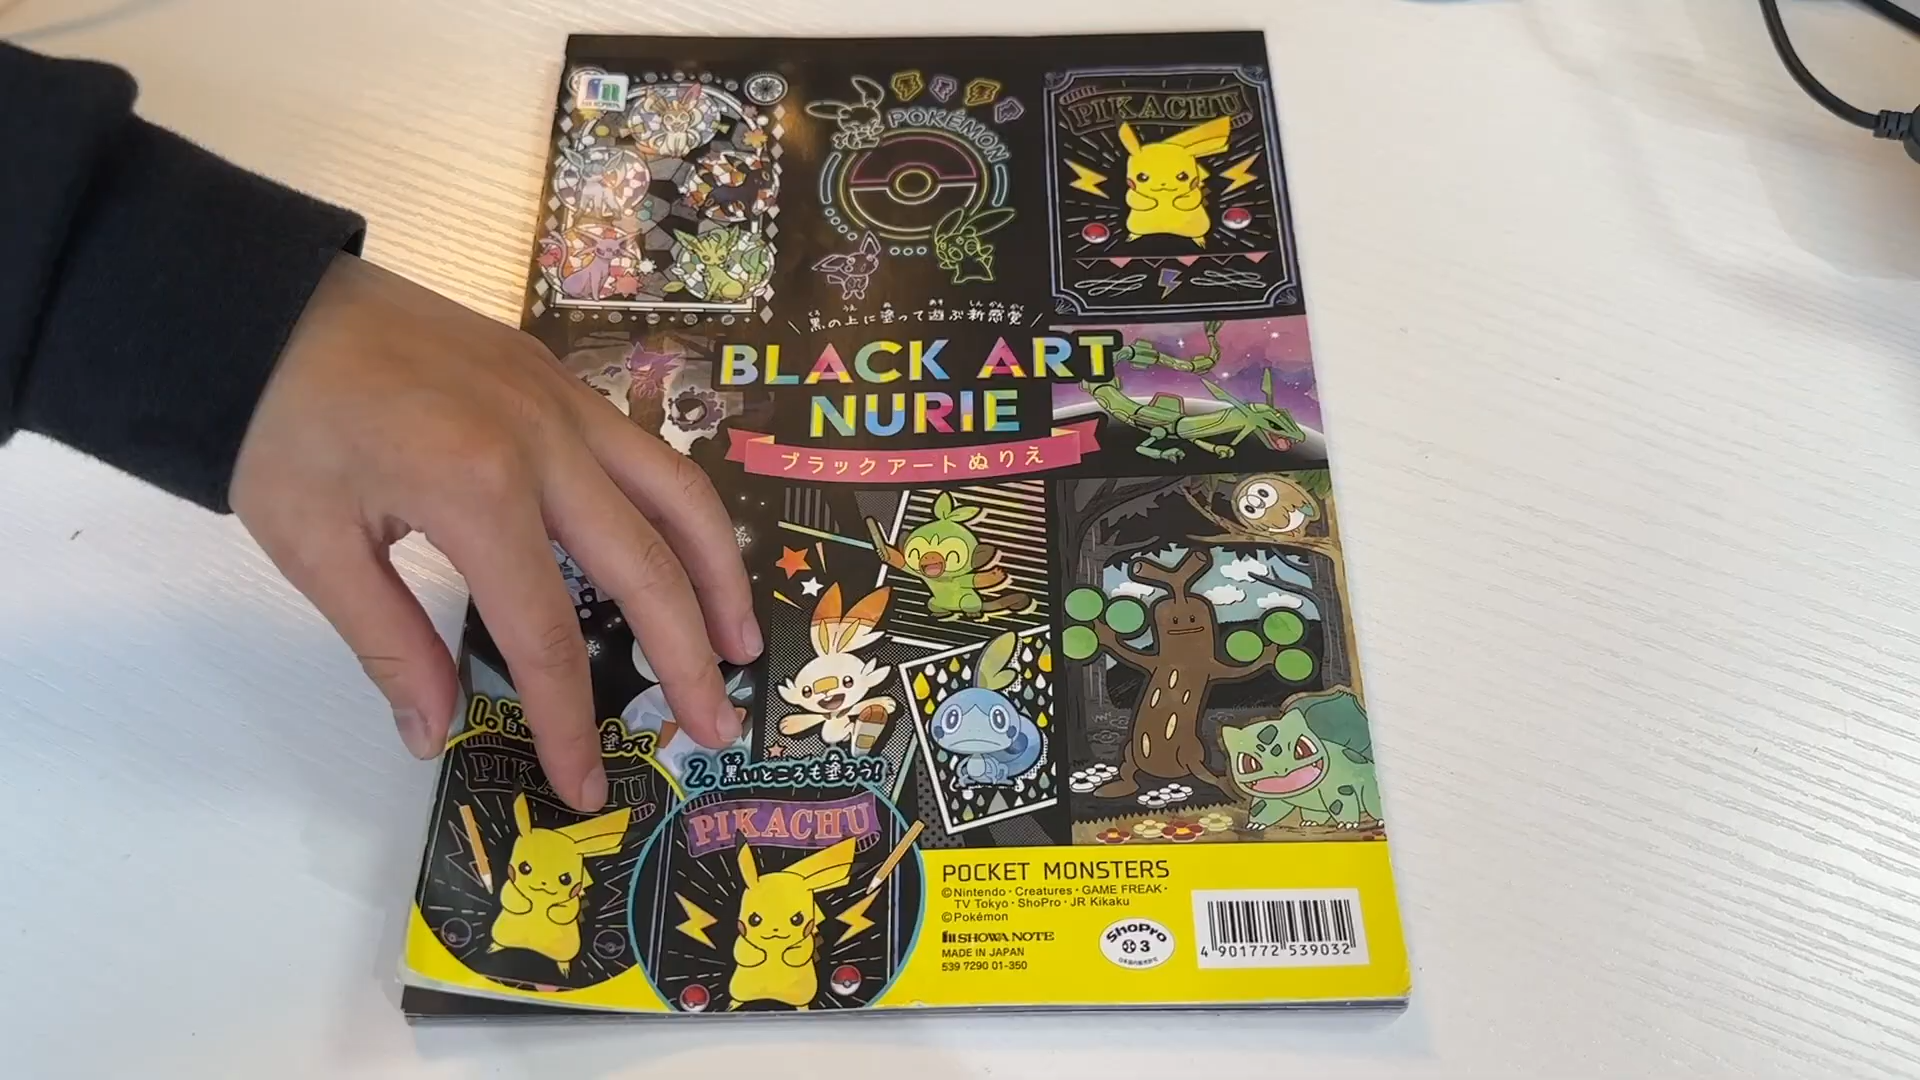 POKÉMON
PIKACHU
黒の上に塗って遊ぶ新感覚
BLACK ART
NURIE
ブラックアートぬりえ
1.
塗って
2.黒いところも塗ろう!
PIKACHU
PIKACHU
POCKET MONSTERS
©Nintendo・Creatures・GAME FREAK・
TV Tokyo・ShoPro・JR Kikaku
©Pokémon
SHOWA NOTE
MADE IN JAPAN
539 7290 01-350
ShoPro
3
4 901772 539032